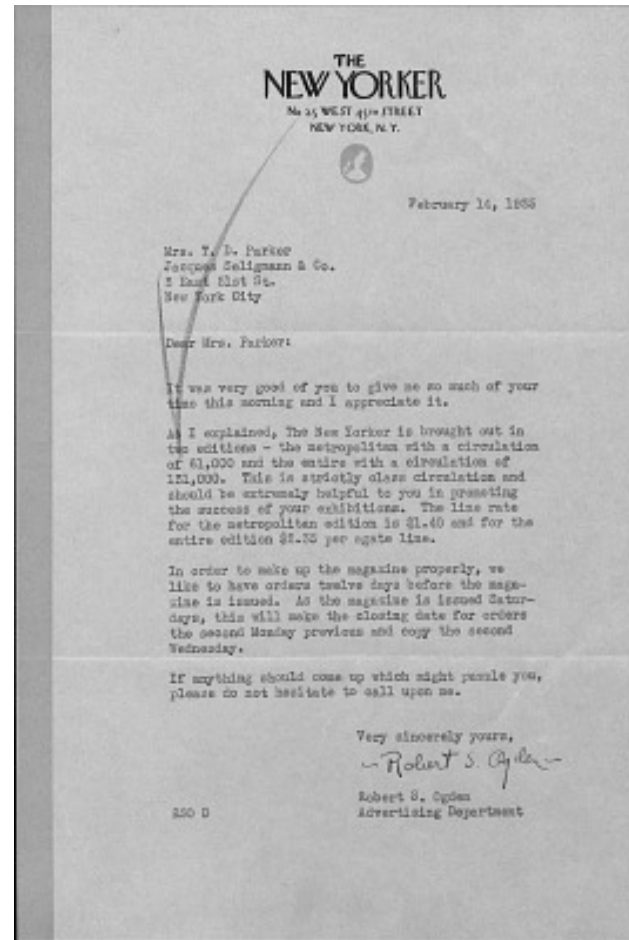 THE
NEW YORKER
No 25 WEST 45TH STREET
NEW YORK, N.Y.
February 14, 1935
Mrs. T. D. Parker
Jacques Seligmann & Co.
East 51st St.
New York City
Dear Mrs. Parker:
It was very good of you to give me so much of your
time this morning and I appreciate it.
As I explained, The New Yorker is brought out in
two editions - the metropolitan with a circulation
of 61,000 and the entire with a circulation of
This is strictly class circulation and
should be extremely helpful to you in promoting
the success of your exhibitions. The line rate
for the metropolitan edition is $1.40 and for the
entire edition per agate line.
In order to make up the magazine properly, we
like to have orders twelve days before the maga-
zine is issued. As the magazine is issued Satur-
days, this will make the closing date for orders
the second Monday previous and copy the second
Wednesday.
If anything should come up which might puzzle you,
please do not hesitate to call upon me.
Very sincerely yours,
Robert S. Ogden
Robert S. Ogden
RSO D
Advertising Department